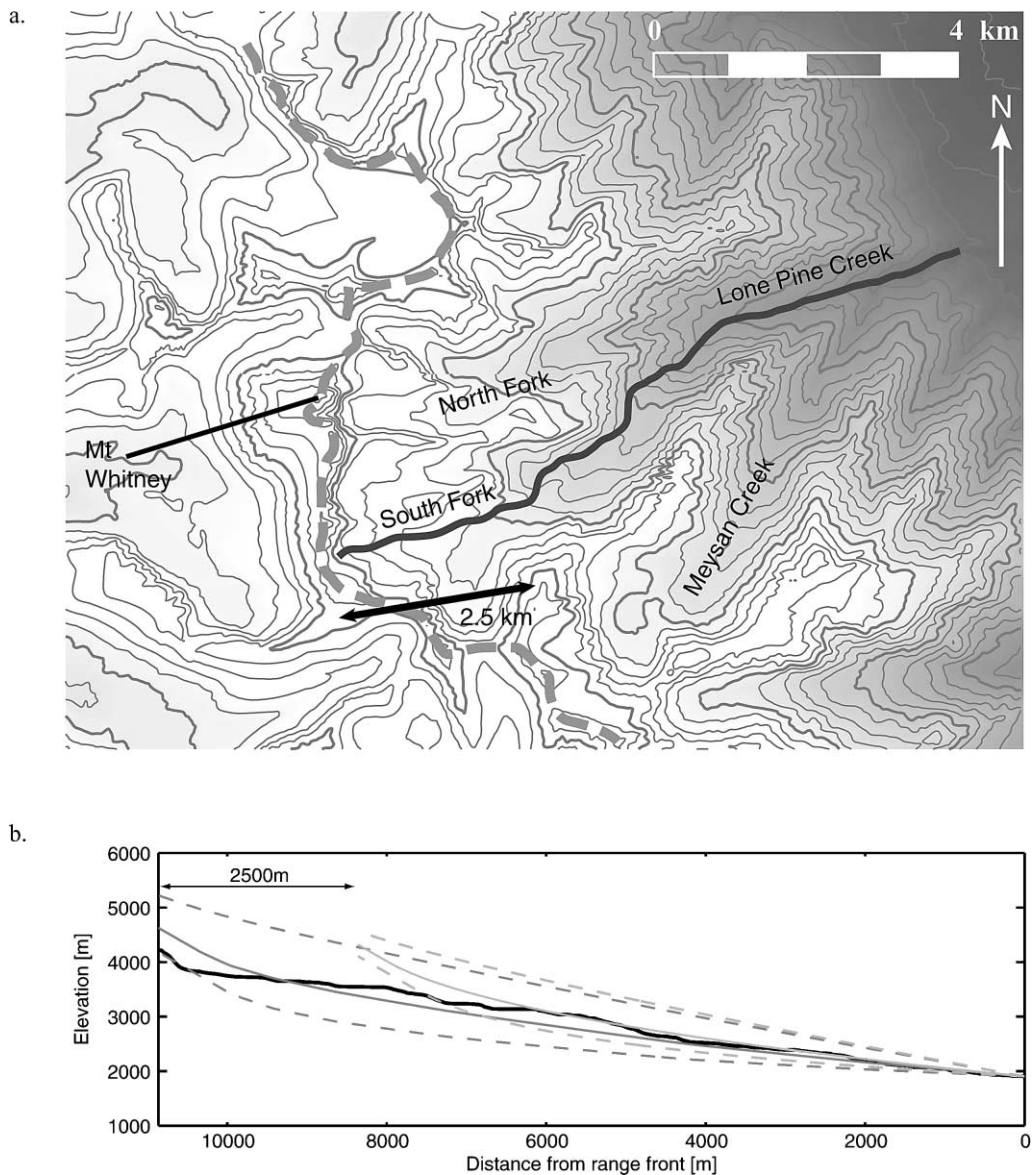 a.
0 4 km
N
Lone Pine Creek
North Fork
Mt
Whitney
South Fork
Meysan Creek
2.5 km
b.
6000
5000
4000
3000
2000
1000
Elevation [m]
2500m
10000 8000 6000 4000 2000 0
Distance from range front [m]